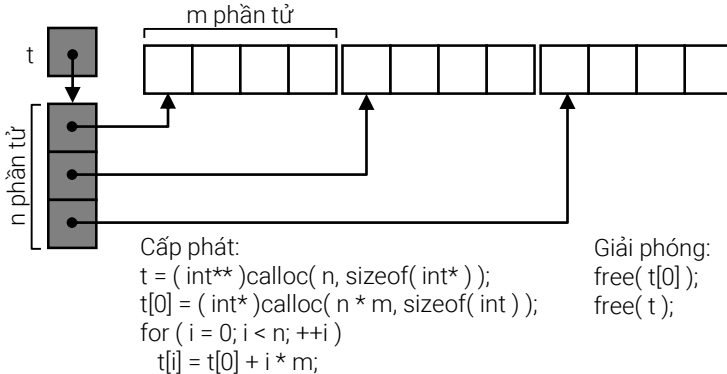 m phần tử
t
n phần tử
Cấp phát:
t = ( int** )calloc( n, sizeof( int* ) );
t[0] = ( int* )calloc( n * m, sizeof( int ) );
for ( i = 0; i < n; ++i )
t[i] = t[0] + i * m;
Giải phóng:
free( t[0] );
free( t );